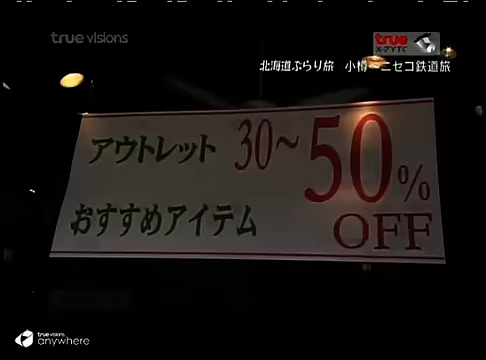 true visions
true
X-ZYTE
北海道ぶらり旅 小樽～ニセコ鉄道旅
アウトレット 30～50%
おすすめアイテム OFF
true visions
anywhere